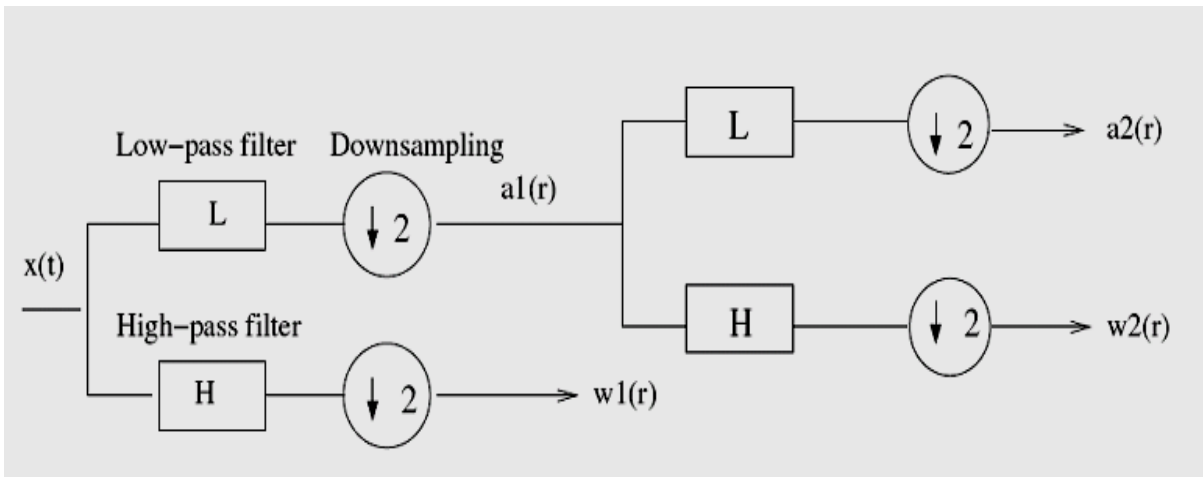 Low-pass filter
Downsampling
x(t)
L
↓ 2
a1(r)
L
↓ 2
a2(r)
High-pass filter
H
↓ 2
w1(r)
H
↓ 2
w2(r)